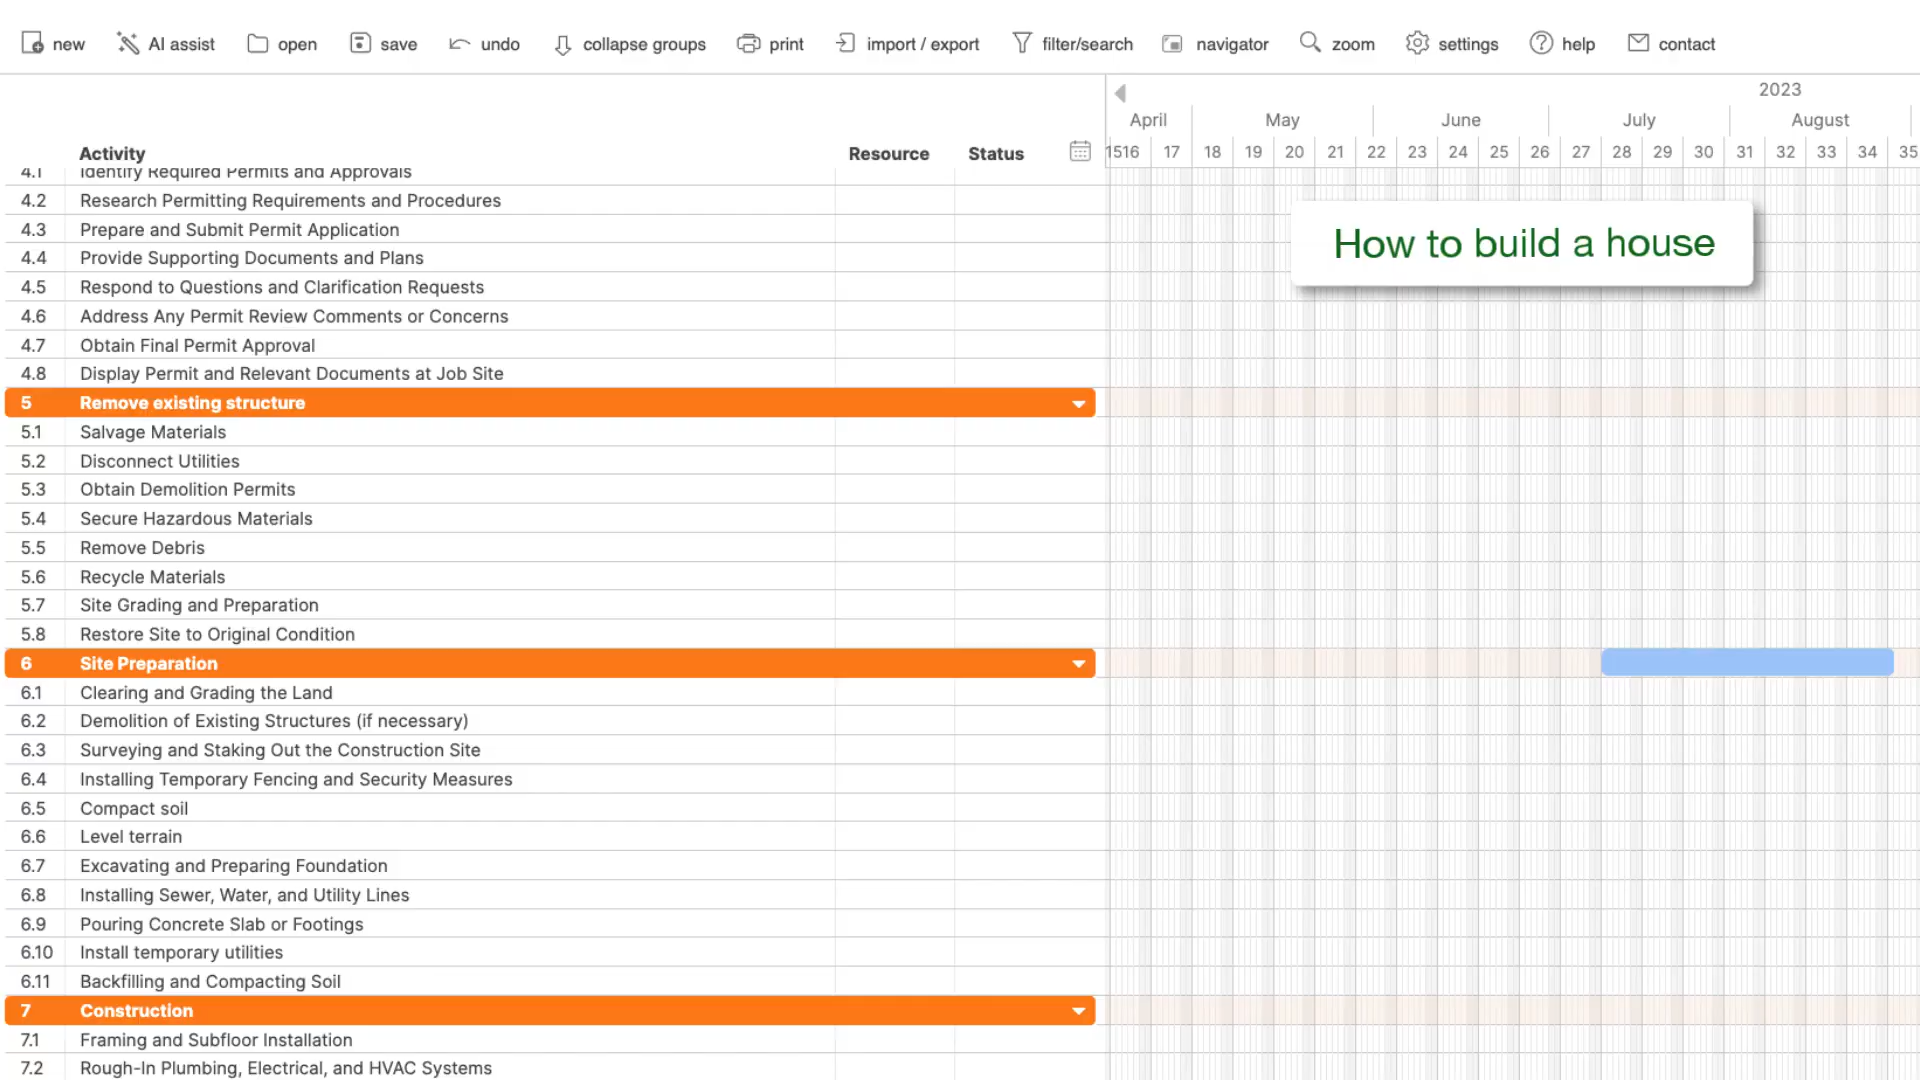 new AI assist open save undo collapse groups print import / export filter/search navigator zoom settings help contact
2023
April May June July August
Activity Resource Status 1516 17 18 19 20 21 22 23 24 25 26 27 28 29 30 31 32 33 34 35
4.1 Identify Required Permits and Approvals
4.2 Research Permitting Requirements and Procedures
How to build a house
4.3 Prepare and Submit Permit Application
4.4 Provide Supporting Documents and Plans
4.5 Respond to Questions and Clarification Requests
4.6 Address Any Permit Review Comments or Concerns
4.7 Obtain Final Permit Approval
4.8 Display Permit and Relevant Documents at Job Site
5 Remove existing structure
5.1 Salvage Materials
5.2 Disconnect Utilities
5.3 Obtain Demolition Permits
5.4 Secure Hazardous Materials
5.5 Remove Debris
5.6 Recycle Materials
5.7 Site Grading and Preparation
5.8 Restore Site to Original Condition
6 Site Preparation
6.1 Clearing and Grading the Land
6.2 Demolition of Existing Structures (if necessary)
6.3 Surveying and Staking Out the Construction Site
6.4 Installing Temporary Fencing and Security Measures
6.5 Compact soil
6.6 Level terrain
6.7 Excavating and Preparing Foundation
6.8 Installing Sewer, Water, and Utility Lines
6.9 Pouring Concrete Slab or Footings
6.10 Install temporary utilities
6.11 Backfilling and Compacting Soil
7 Construction
7.1 Framing and Subfloor Installation
7.2 Rough-In Plumbing, Electrical, and HVAC Systems